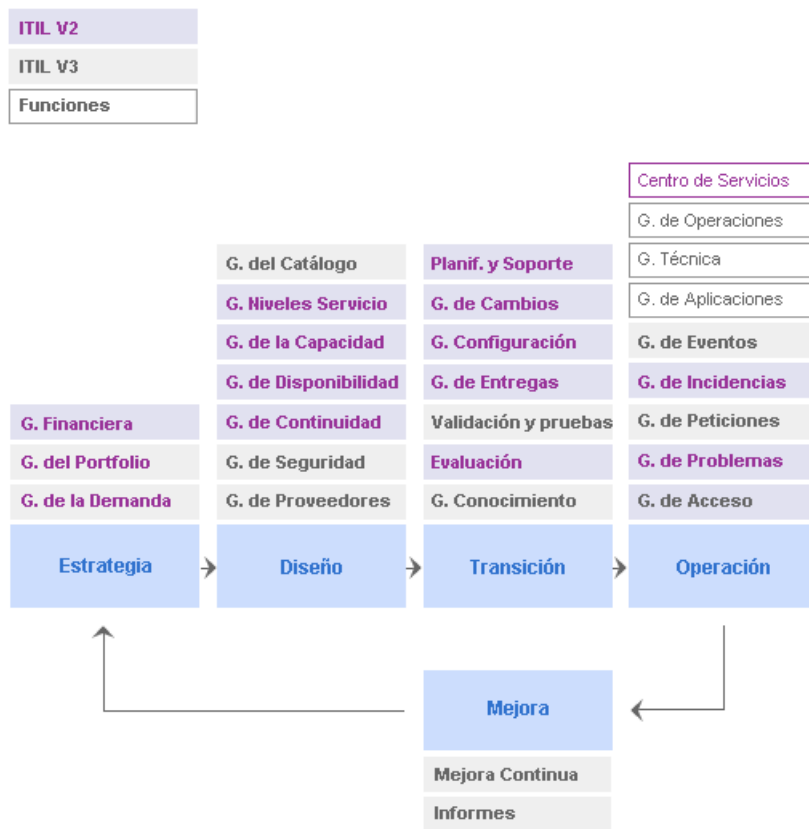 ITIL V2
ITIL V3
Funciones
G. Financiera
G. del Portfolio
G. de la Demanda
Estrategia
G. del Catálogo
G. Niveles Servicio
G. de la Capacidad
G. de Disponibilidad
G. de Continuidad
G. de Seguridad
G. de Proveedores
Diseño
Planif. y Soporte
G. de Cambios
G. Configuración
G. de Entregas
Validación y pruebas
Evaluación
G. Conocimiento
Transición
Centro de Servicios
G. de Operaciones
G. Técnica
G. de Aplicaciones
G. de Eventos
G. de Incidencias
G. de Peticiones
G. de Problemas
G. de Acceso
Operación
Mejora
Mejora Continua
Informes